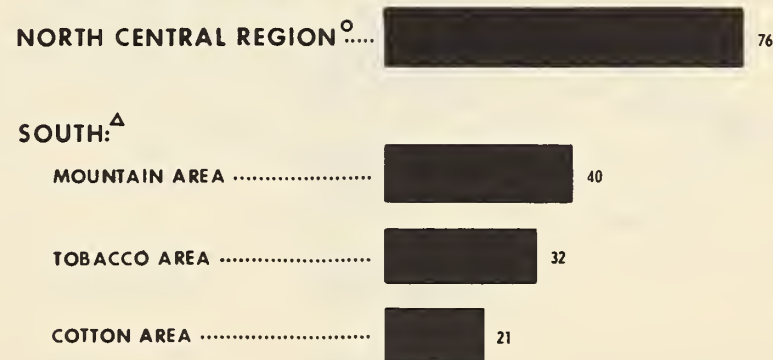 NORTH CENTRAL REGION°..... 76
SOUTH:△
MOUNTAIN AREA ...................... 40
TOBACCO AREA ........................ 32
COTTON AREA ........................... 21